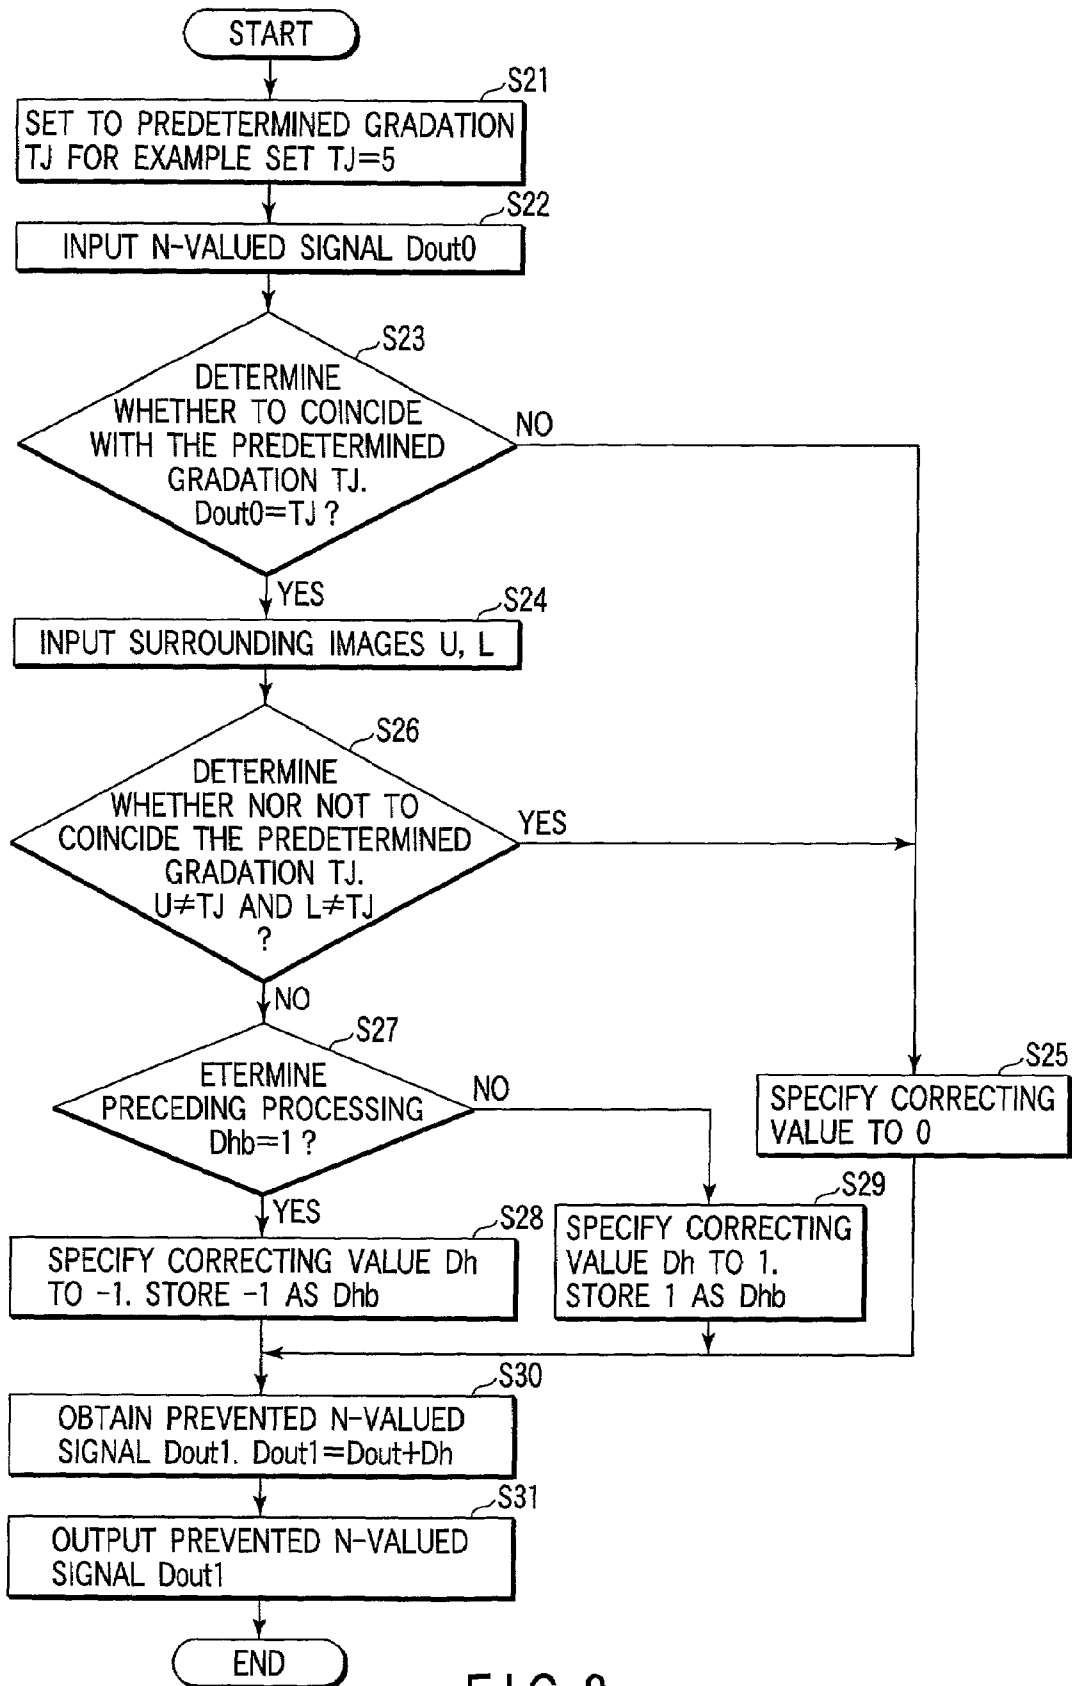 START
S21
SET TO PREDETERMINED GRADATION
TJ FOR EXAMPLE SET TJ=5
S22
INPUT N-VALUED SIGNAL Dout0
S23
DETERMINE
WHETHER TO COINCIDE
WITH THE PREDETERMINED
GRADATION TJ.
Dout0=TJ ?
NO
YES
S24
INPUT SURROUNDING IMAGES U, L
S26
DETERMINE
WHETHER NOR NOT TO
COINCIDE THE PREDETERMINED
GRADATION TJ.
U≠TJ AND L≠TJ
?
YES
NO
S27
ETERMINE
PRECEDING PROCESSING
Dhb=1 ?
NO
YES
S25
SPECIFY CORRECTING
VALUE TO 0
S28
SPECIFY CORRECTING VALUE Dh
TO -1. STORE -1 AS Dhb
S29
SPECIFY CORRECTING
VALUE Dh TO 1.
STORE 1 AS Dhb
S30
OBTAIN PREVENTED N-VALUED
SIGNAL Dout1. Dout1=Dout+Dh
S31
OUTPUT PREVENTED N-VALUED
SIGNAL Dout1
END